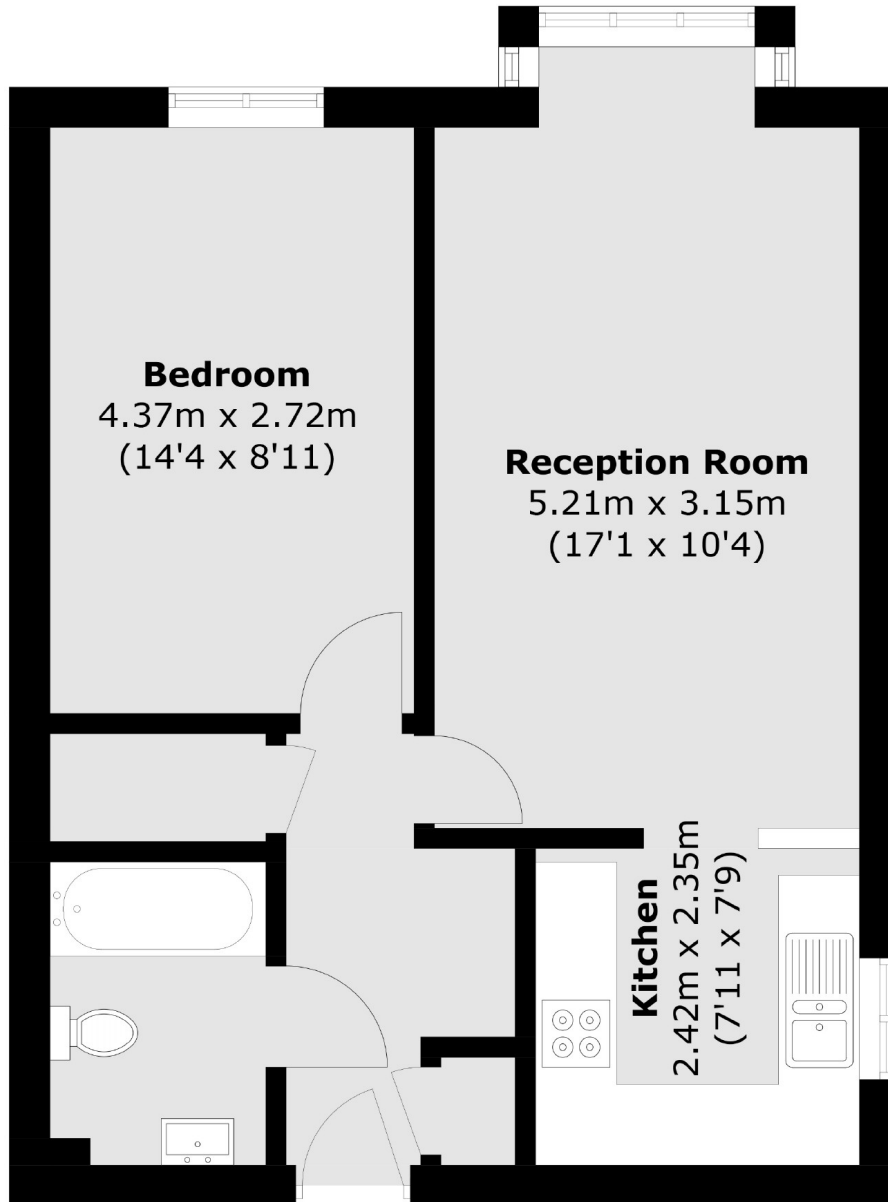 Bedroom
4.37m x 2.72m
(14'4 x 8'11)
Reception Room
5.21m x 3.15m
(17'1 x 10'4)
Kitchen
2.42m x 2.35m
(7'11 x 7'9)